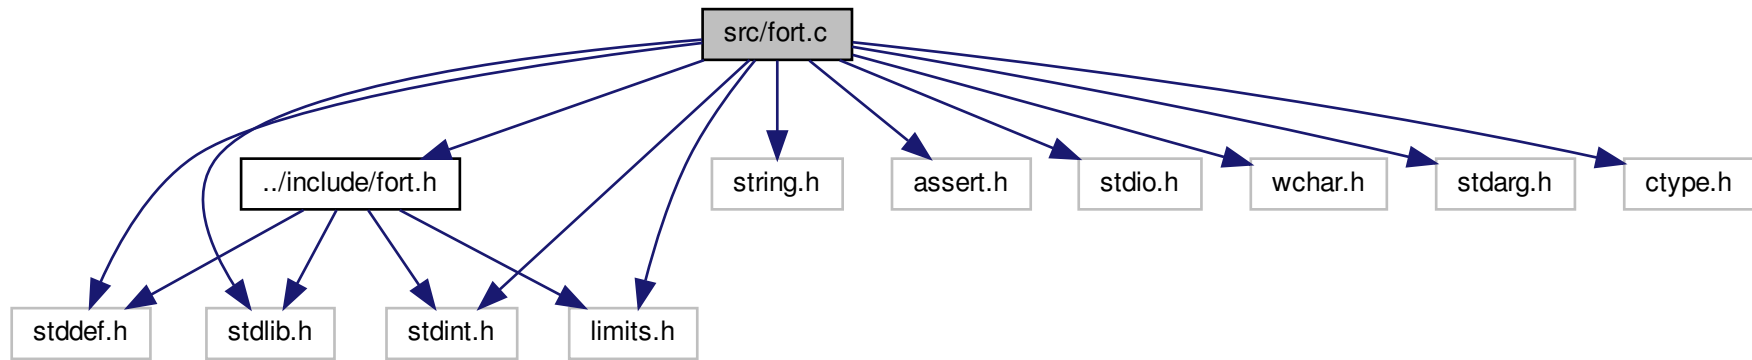 src/fort.c
../include/fort.h
string.h
assert.h
stdio.h
wchar.h
stdarg.h
ctype.h
stddef.h
stdlib.h
stdint.h
limits.h